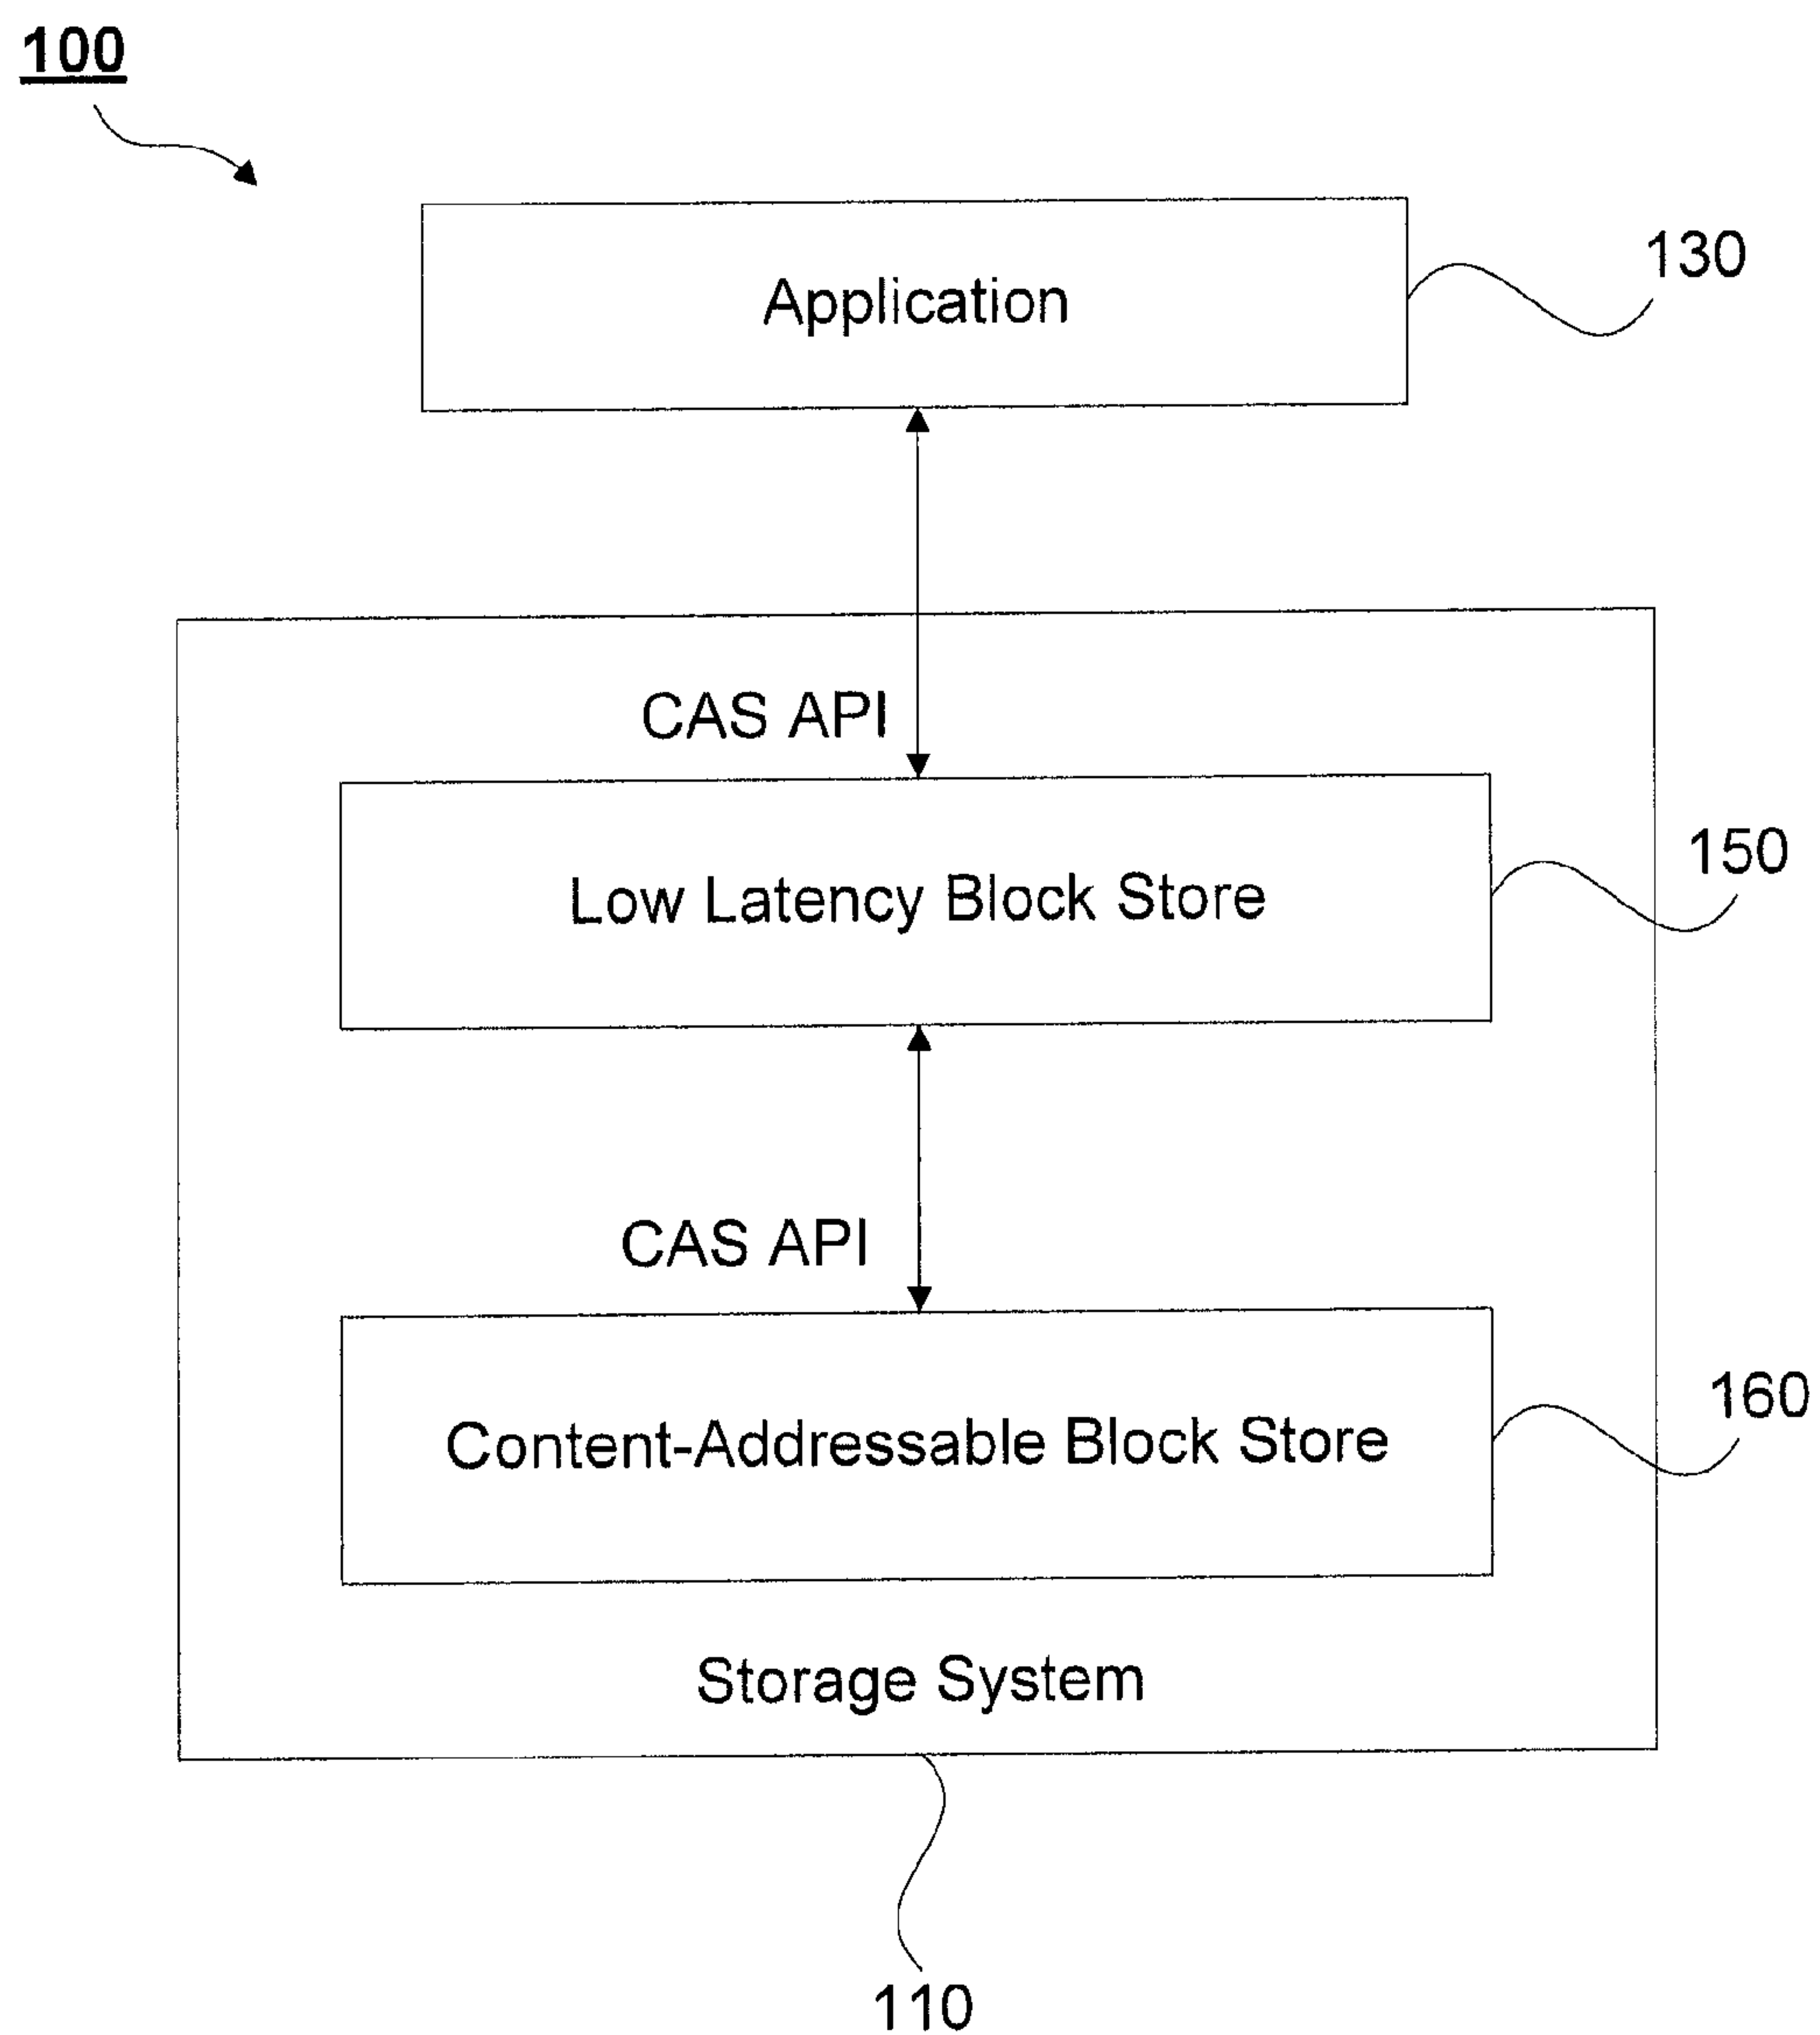 100
Application
130
CAS API
Low Latency Block Store
150
CAS API
Content-Addressable Block Store
160
Storage System
110